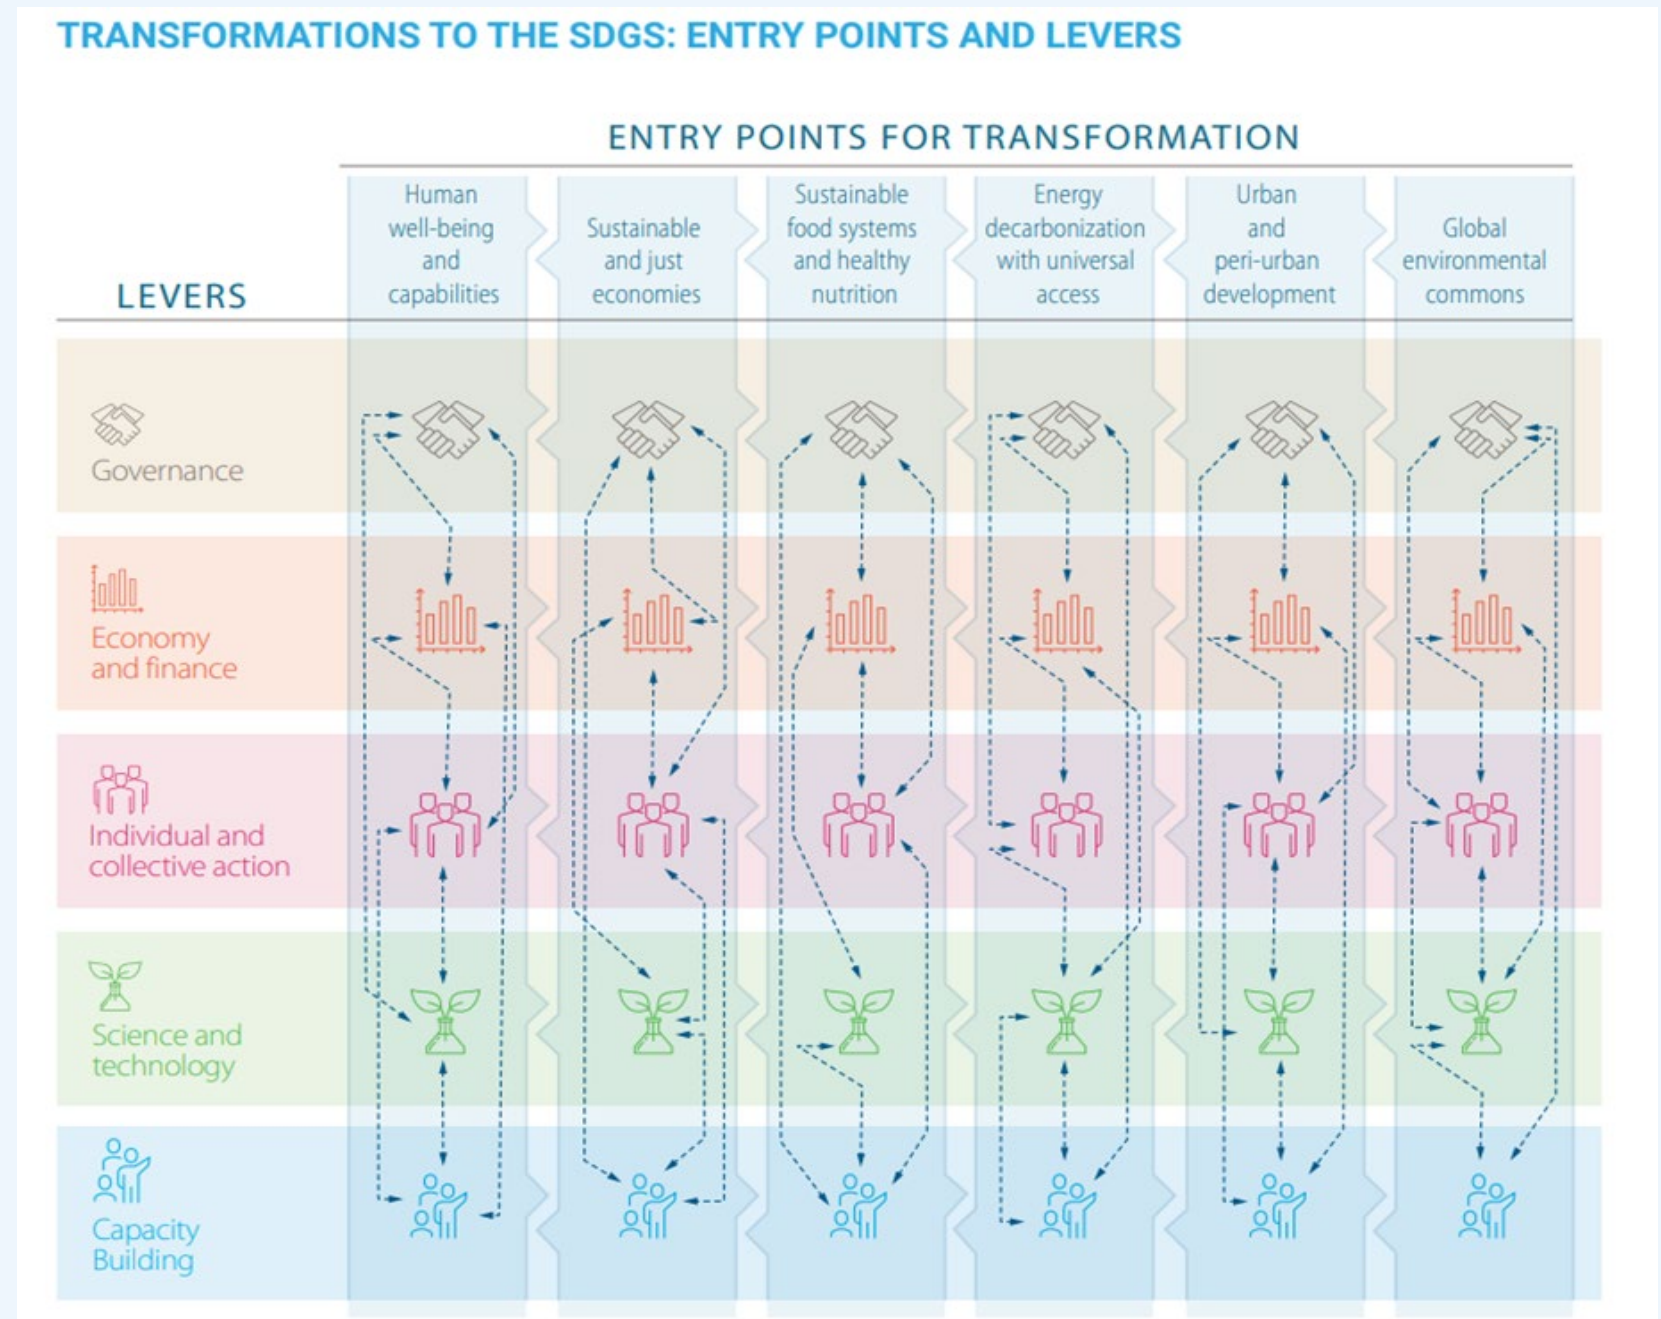 TRANSFORMATIONS TO THE SDGS: ENTRY POINTS AND LEVERS
ENTRY POINTS FOR TRANSFORMATION
LEVERS
Human
well-being
and
capabilities
Sustainable
and just
economies
Sustainable
food systems
and healthy
nutrition
Energy
decarbonization
with universal
access
Urban
and
peri-urban
development
Global
environmental
commons
Governance
Economy
and finance
Individual and
collective action
Science and
technology
Capacity
Building